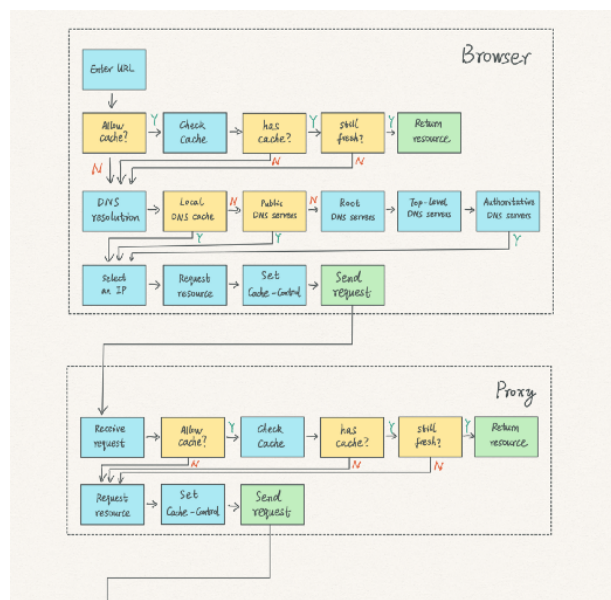 Browser
Enter URL
Allow
cache?
Y
Check
Cache
has
cache?
Y
still
fresh?
Y
Return
resource
N
N
N
DNS
resolution
Local
DNS cache
N
Public
DNS servers
N
Root
DNS servers
Top-level
DNS servers
Authoritative
DNS servers
Y
Y
Y
Select
an IP
Request
resource
Set
Cache-Control
Send
request
Proxy
Receive
request
Allow
cache?
Y
Check
Cache
has
cache?
Y
still
fresh?
Y
Return
resource
N
N
N
Request
resource
Set
Cache-Control
Send
request